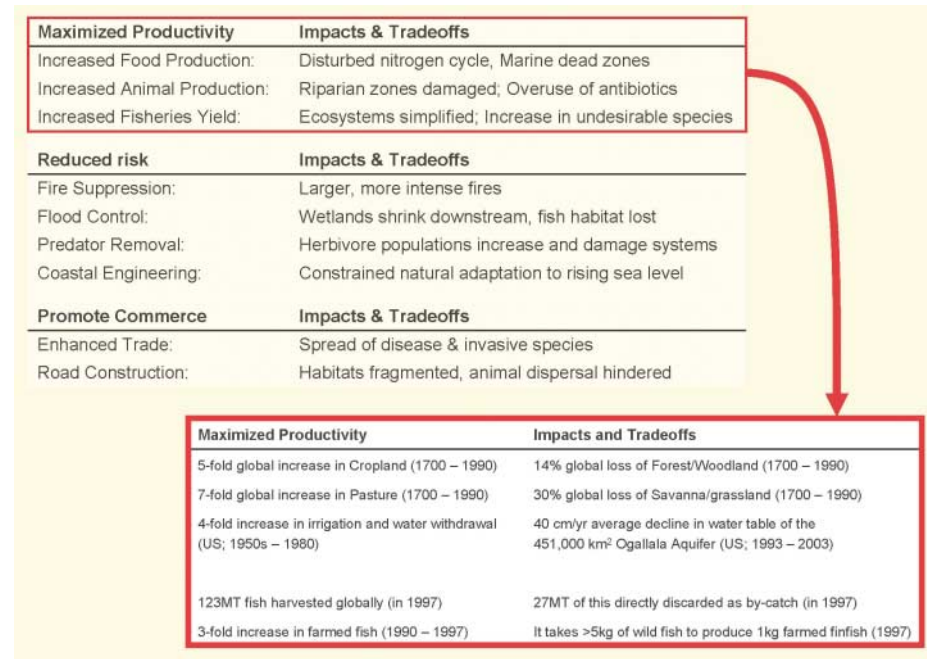 Maximized Productivity Impacts & Tradeoffs
Increased Food Production: Disturbed nitrogen cycle, Marine dead zones
Increased Animal Production: Riparian zones damaged; Overuse of antibiotics
Increased Fisheries Yield: Ecosystems simplified; Increase in undesirable species
Reduced risk Impacts & Tradeoffs
Fire Suppression: Larger, more intense fires
Flood Control: Wetlands shrink downstream, fish habitat lost
Predator Removal: Herbivore populations increase and damage systems
Coastal Engineering: Constrained natural adaptation to rising sea level
Promote Commerce Impacts & Tradeoffs
Enhanced Trade: Spread of disease & invasive species
Road Construction: Habitats fragmented, animal dispersal hindered
Maximized Productivity Impacts and Tradeoffs
5-fold global increase in Cropland (1700 – 1990) 14% global loss of Forest/Woodland (1700 – 1990)
7-fold global increase in Pasture (1700 – 1990) 30% global loss of Savanna/grassland (1700 – 1990)
4-fold increase in irrigation and water withdrawal 40 cm/yr average decline in water table of the
(US; 1950s – 1980) 451,000 km² Ogallala Aquifer (US; 1993 – 2003)
123MT fish harvested globally (in 1997) 27MT of this directly discarded as by-catch (in 1997)
3-fold increase in farmed fish (1990 – 1997) It takes >5kg of wild fish to produce 1kg farmed finfish (1997)